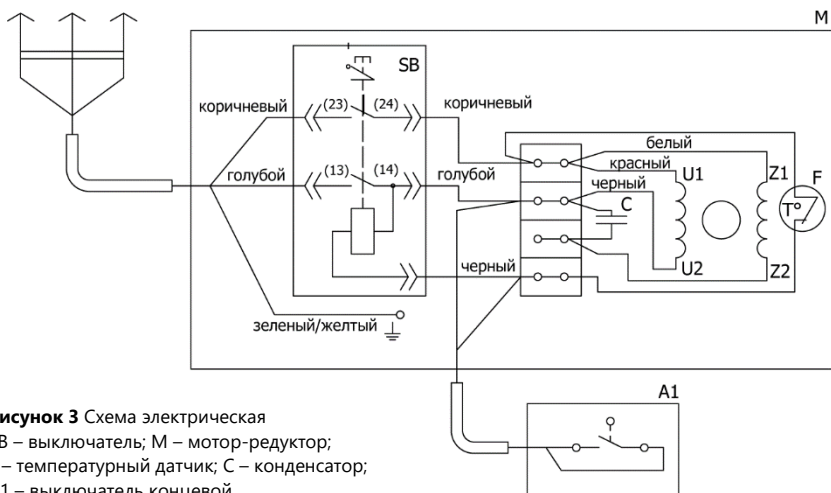 M
SB
коричневый (23) (24) коричневый
белый
красный
голубой (13) (14) голубой
черный
U1 Z1 F
C T°
U2 Z2
черный
зеленый/желтый
A1
исунок 3 Схема электрическая
В – выключатель; М – мотор-редуктор;
– температурный датчик; С – конденсатор;
1 – выключатель концевой